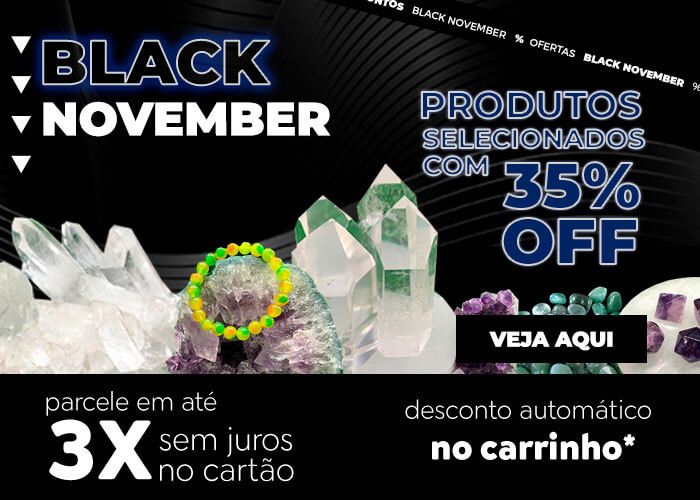 ONTOS BLACK NOVEMBER % OFERTAS BLACK NOVEMBER %
BLACK
NOVEMBER
PRODUTOS
SELECIONADOS
COM 35%
OFF
VEJA AQUI
parcele em até
3X sem juros
no cartão
desconto automático
no carrinho*